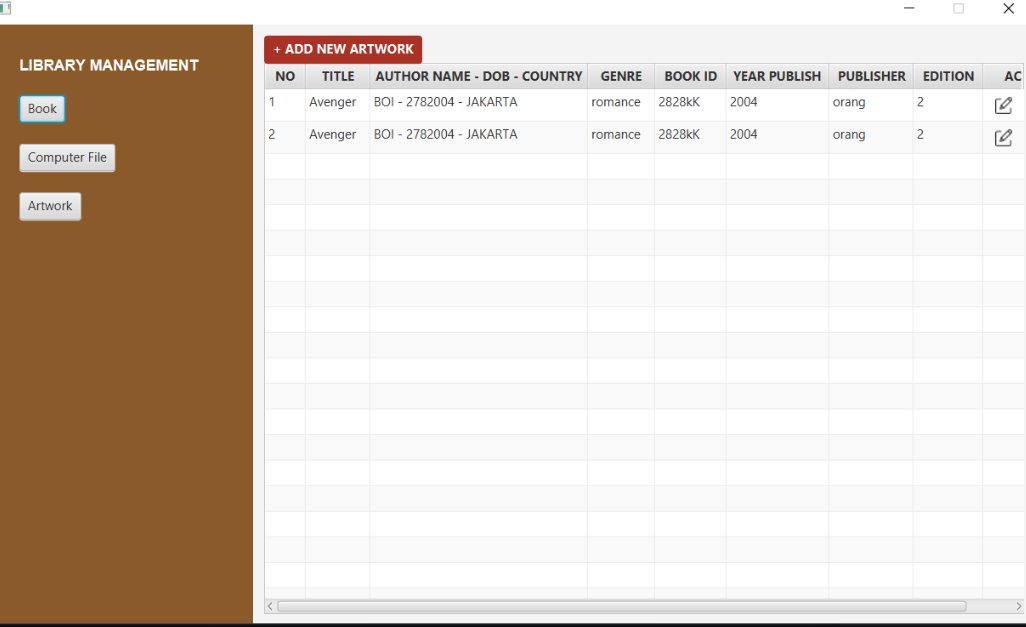 LIBRARY MANAGEMENT
Book
Computer File
Artwork
+ ADD NEW ARTWORK
NO TITLE AUTHOR NAME - DOB - COUNTRY GENRE BOOK ID YEAR PUBLISH PUBLISHER EDITION AC
1 Avenger BOI - 2782004 - JAKARTA romance 2828kK 2004 orang 2
2 Avenger BOI - 2782004 - JAKARTA romance 2828kK 2004 orang 2